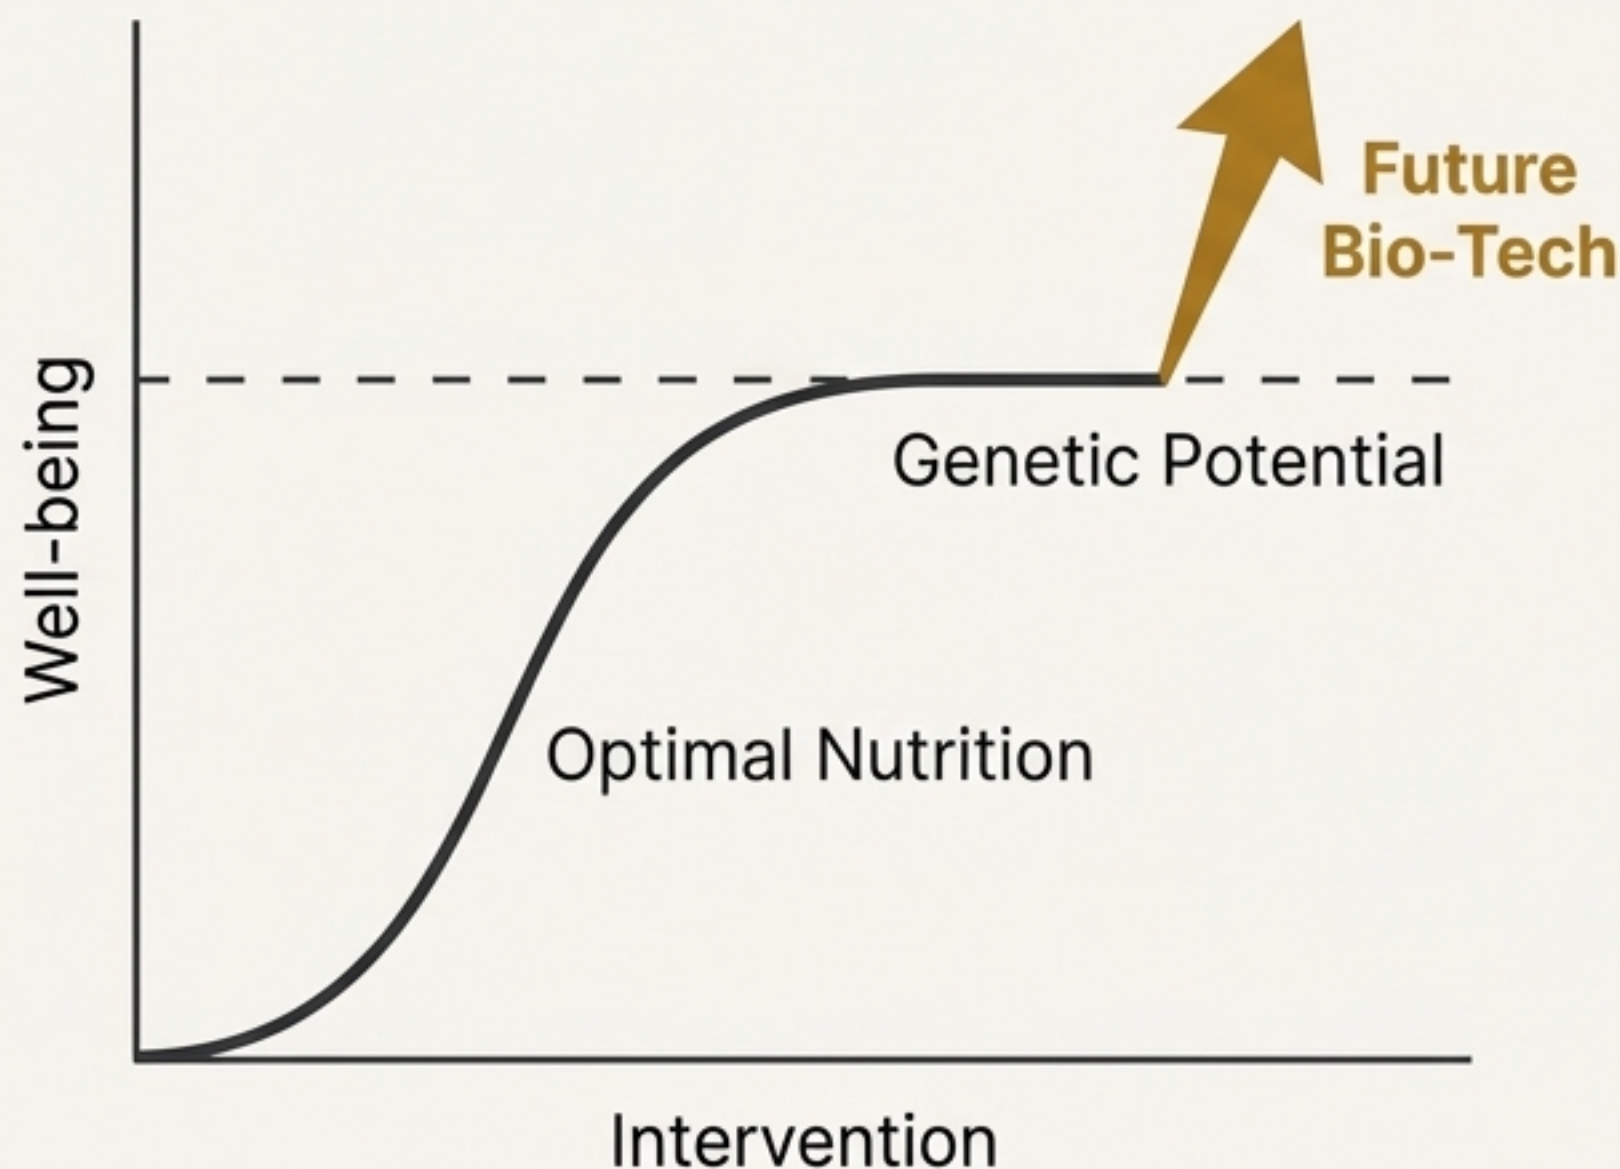 Future
Bio-Tech
Well-being
Genetic Potential
Optimal Nutrition
Intervention